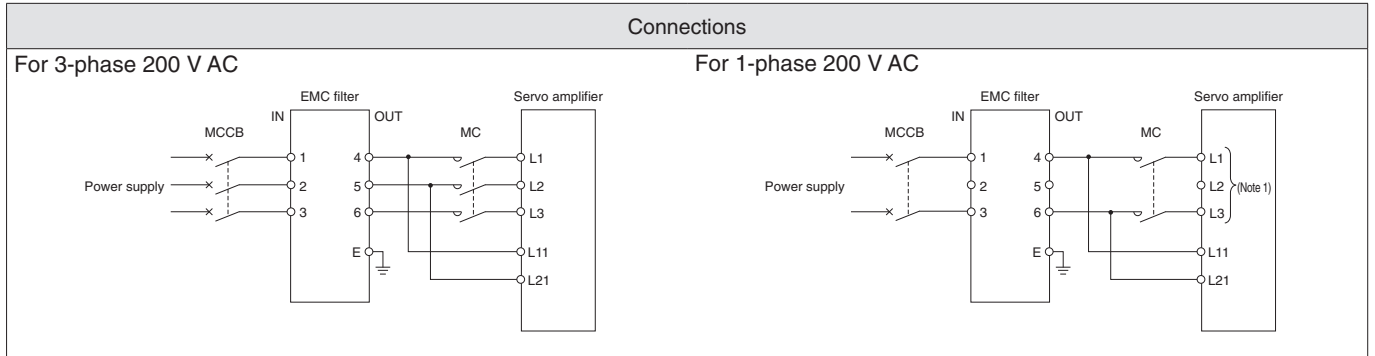 Connections
For 3-phase 200 V AC
EMC filter
Servo amplifier
IN
OUT
MCCB
MC
1
4
L1
Power supply
2
5
L2
3
6
L3
E
L11
L21
For 1-phase 200 V AC
EMC filter
Servo amplifier
IN
OUT
MCCB
MC
1
4
L1
Power supply
2
5
L2
(Note 1)
3
6
L3
E
L11
L21